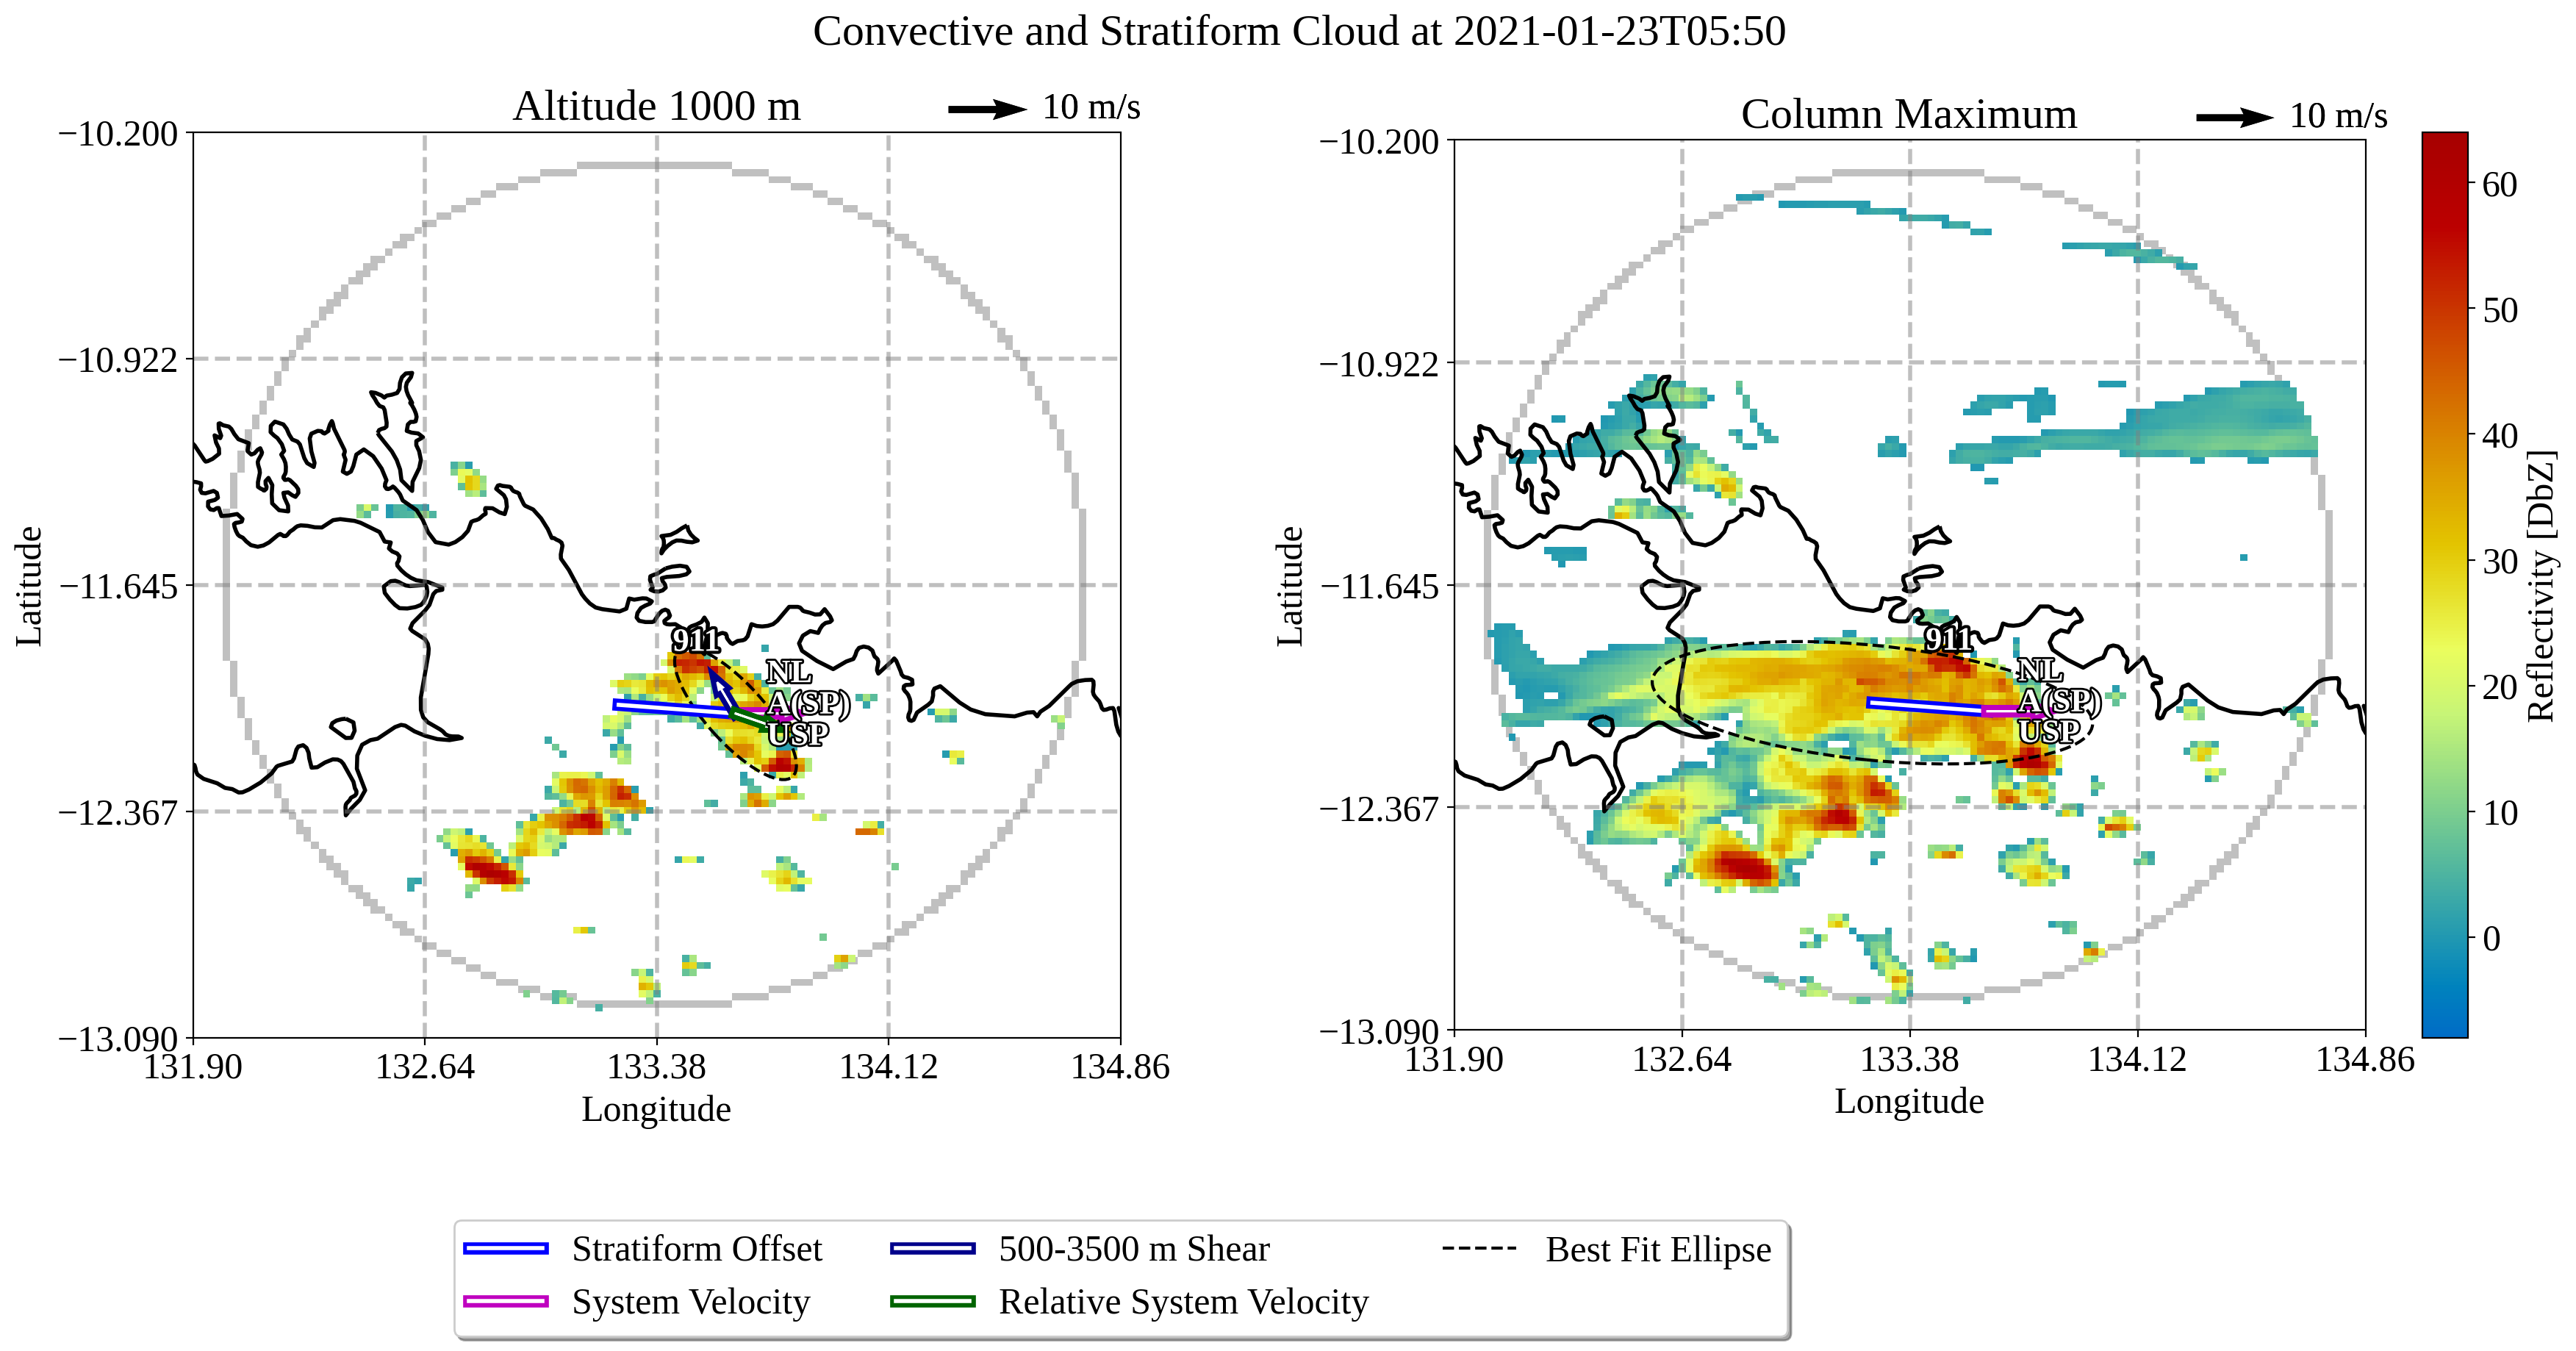 Convective and Stratiform Cloud at 2021-01-23T05:50
Altitude 1000 m
10 m/s
−10.200
−10.922
−11.645
−12.367
−13.090
Latitude
131.90
132.64
133.38
134.12
134.86
Longitude
911
NL
A(SP)
USP
Column Maximum
10 m/s
−10.200
−10.922
−11.645
−12.367
−13.090
Latitude
131.90
132.64
133.38
134.12
134.86
Longitude
911
NL
A(SP)
USP
60
50
40
30
20
10
0
Reflectivity [DbZ]
Stratiform Offset
System Velocity
500-3500 m Shear
Relative System Velocity
Best Fit Ellipse